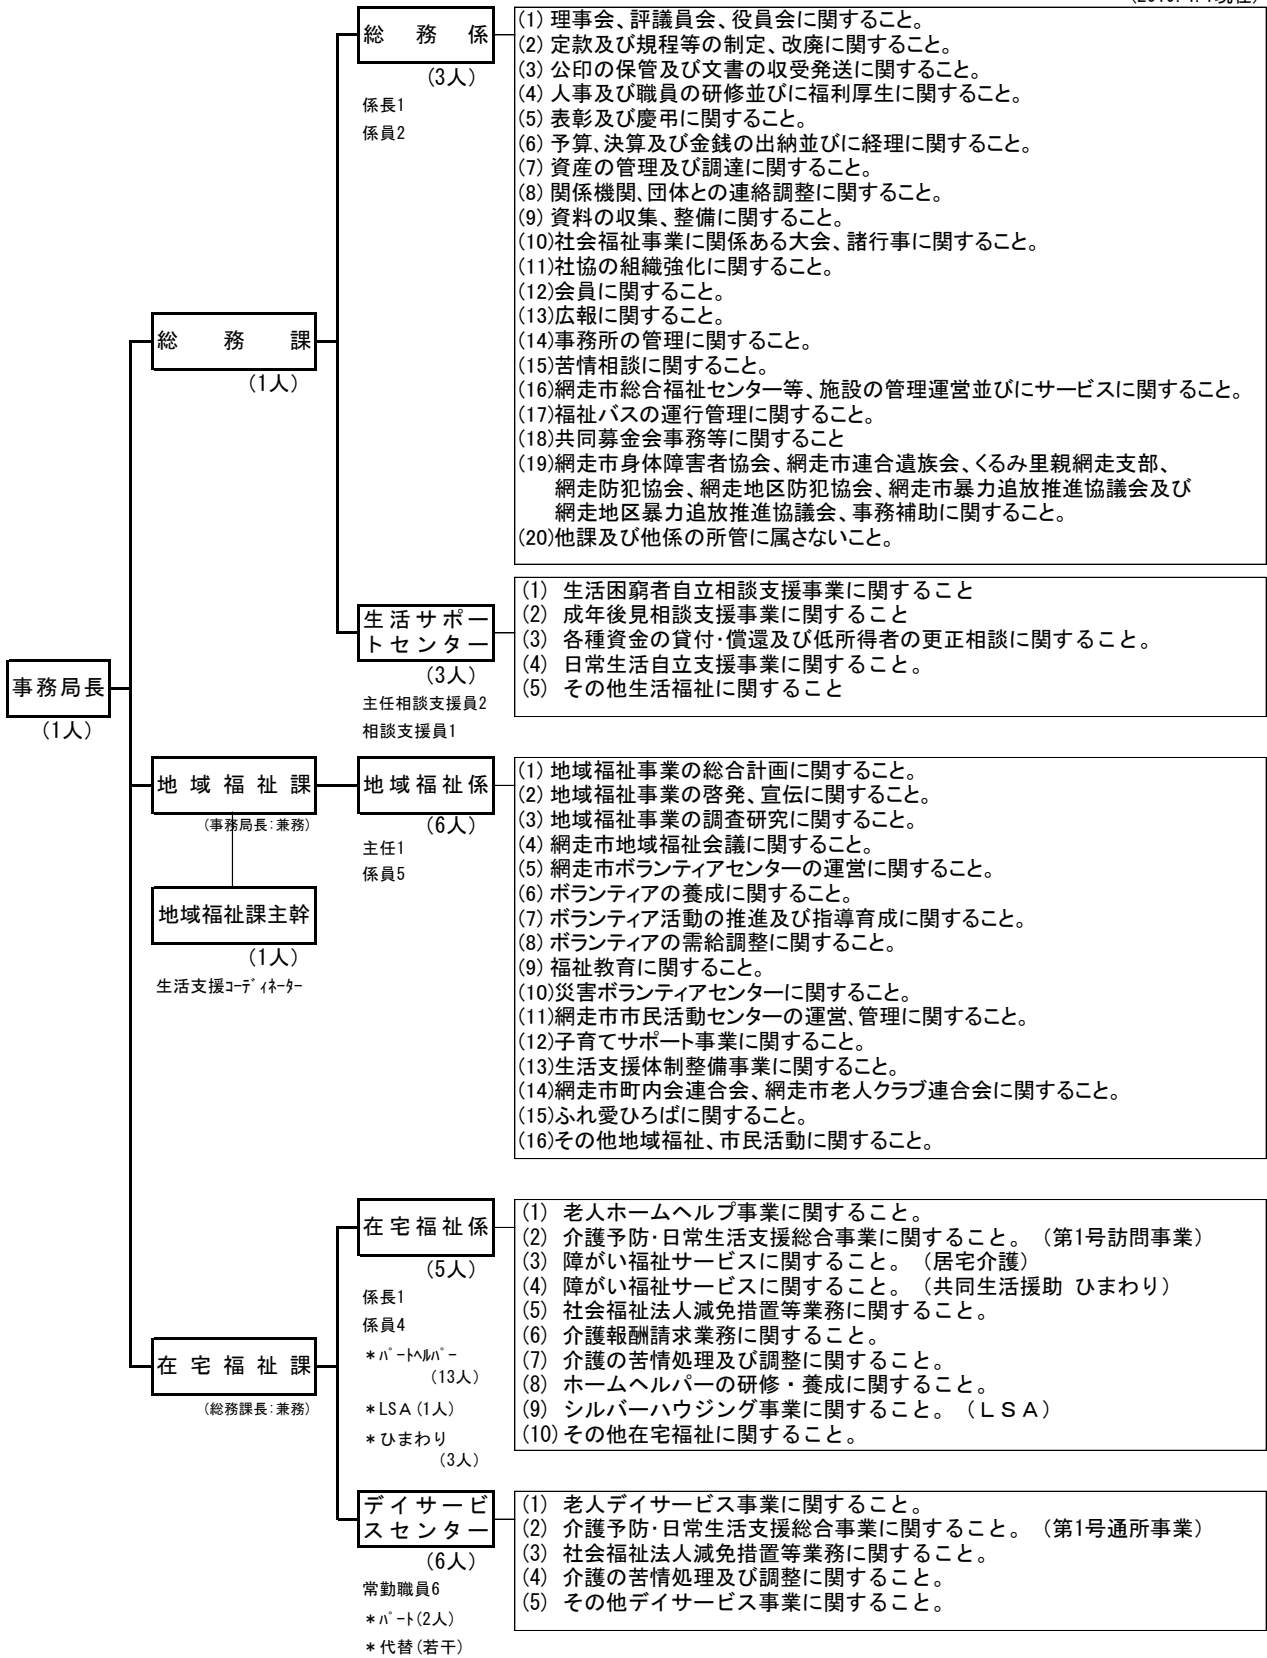 総務係
(3人)
係長1
係員2
(1) 理事会、評議員会、役員会に関すること。
(2) 定款及び規程等の制定、改廃に関すること。
(3) 公印の保管及び文書の収受発送に関すること。
(4) 人事及び職員の研修並びに福利厚生に関すること。
(5) 表彰及び慶弔に関すること。
(6) 予算、決算及び金銭の出納並びに経理に関すること。
(7) 資産の管理及び調達に関すること。
(8) 関係機関、団体との連絡調整に関すること。
(9) 資料の収集、整備に関すること。
(10)社会福祉事業に関係ある大会、諸行事に関すること。
(11)社協の組織強化に関すること。
(12)会員に関すること。
(13)広報に関すること。
(14)事務所の管理に関すること。
(15)苦情相談に関すること。
(16)網走市総合福祉センター等、施設の管理運営並びにサービスに関すること。
(17)福祉バスの運行管理に関すること。
(18)共同募金会事務等に関すること
(19)網走市身体障害者協会、網走市連合遺族会、くるみ里親網走支部、
網走防犯協会、網走地区防犯協会、網走市暴力追放推進協議会及び
網走地区暴力追放推進協議会、事務補助に関すること。
(20)他課及び他係の所管に属さないこと。
総務課
(1人)
生活サポー
トセンター
(3人)
主任相談支援員2
相談支援員1
(1) 生活困窮者自立相談支援事業に関すること
(2) 成年後見相談支援事業に関すること
(3) 各種資金の貸付・償還及び低所得者の更正相談に関すること。
(4) 日常生活自立支援事業に関すること。
(5) その他生活福祉に関すること
事務局長
(1人)
地域福祉課
(事務局長:兼務)
地域福祉課主幹
(1人)
生活支援ｺｰﾃﾞｨﾈｰﾀｰ
地域福祉係
(6人)
主任1
係員5
(1) 地域福祉事業の総合計画に関すること。
(2) 地域福祉事業の啓発、宣伝に関すること。
(3) 地域福祉事業の調査研究に関すること。
(4) 網走市地域福祉会議に関すること。
(5) 網走市ボランティアセンターの運営に関すること。
(6) ボランティアの養成に関すること。
(7) ボランティア活動の推進及び指導育成に関すること。
(8) ボランティアの需給調整に関すること。
(9) 福祉教育に関すること。
(10)災害ボランティアセンターに関すること。
(11)網走市市民活動センターの運営、管理に関すること。
(12)子育てサポート事業に関すること。
(13)生活支援体制整備事業に関すること。
(14)網走市町内会連合会、網走市老人クラブ連合会に関すること。
(15)ふれ愛ひろばに関すること。
(16)その他地域福祉、市民活動に関すること。
在宅福祉課
(総務課長:兼務)
在宅福祉係
(5人)
係長1
係員4
*ﾊﾟｰﾄﾍﾙﾊﾟｰ
(13人)
*LSA(1人)
*ひまわり
(3人)
(1) 老人ホームヘルプ事業に関すること。
(2) 介護予防・日常生活支援総合事業に関すること。（第1号訪問事業）
(3) 障がい福祉サービスに関すること。（居宅介護）
(4) 障がい福祉サービスに関すること。（共同生活援助 ひまわり）
(5) 社会福祉法人減免措置等業務に関すること。
(6) 介護報酬請求業務に関すること。
(7) 介護の苦情処理及び調整に関すること。
(8) ホームヘルパーの研修・養成に関すること。
(9) シルバーハウジング事業に関すること。（ＬＳＡ）
(10)その他在宅福祉に関すること。
デイサービ
スセンター
(6人)
常勤職員6
*ﾊﾟｰﾄ(2人)
*代替(若干)
(1) 老人デイサービス事業に関すること。
(2) 介護予防・日常生活支援総合事業に関すること。（第1号通所事業）
(3) 社会福祉法人減免措置等業務に関すること。
(4) 介護の苦情処理及び調整に関すること。
(5) その他デイサービス事業に関すること。